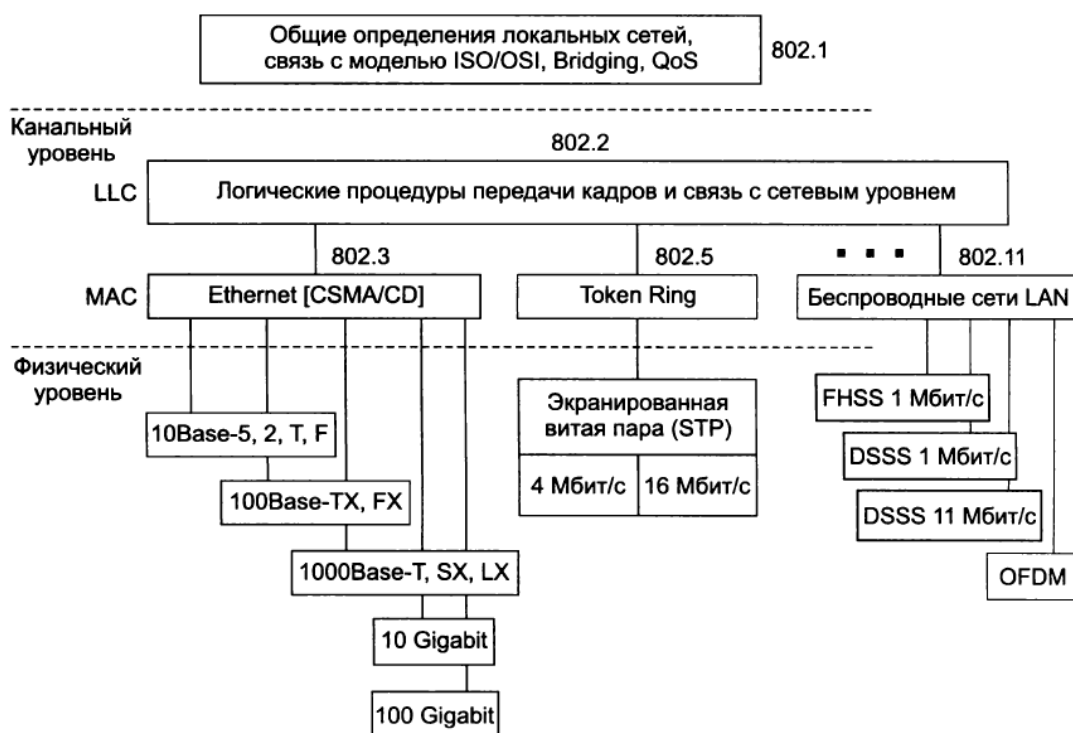 Общие определения локальных сетей,
связь с моделью ISO/OSI, Bridging, QoS
802.1
Канальный
уровень
802.2
LLC
Логические процедуры передачи кадров и связь с сетевым уровнем
802.3
802.5
802.11
MAC
Ethernet [CSMA/CD]
Token Ring
Беспроводные сети LAN
Физический
уровень
10Base-5, 2, T, F
100Base-TX, FX
1000Base-T, SX, LX
10 Gigabit
100 Gigabit
Экранированная
витая пара (STP)
4 Мбит/с
16 Мбит/с
FHSS 1 Мбит/с
DSSS 1 Мбит/с
DSSS 11 Мбит/с
OFDM